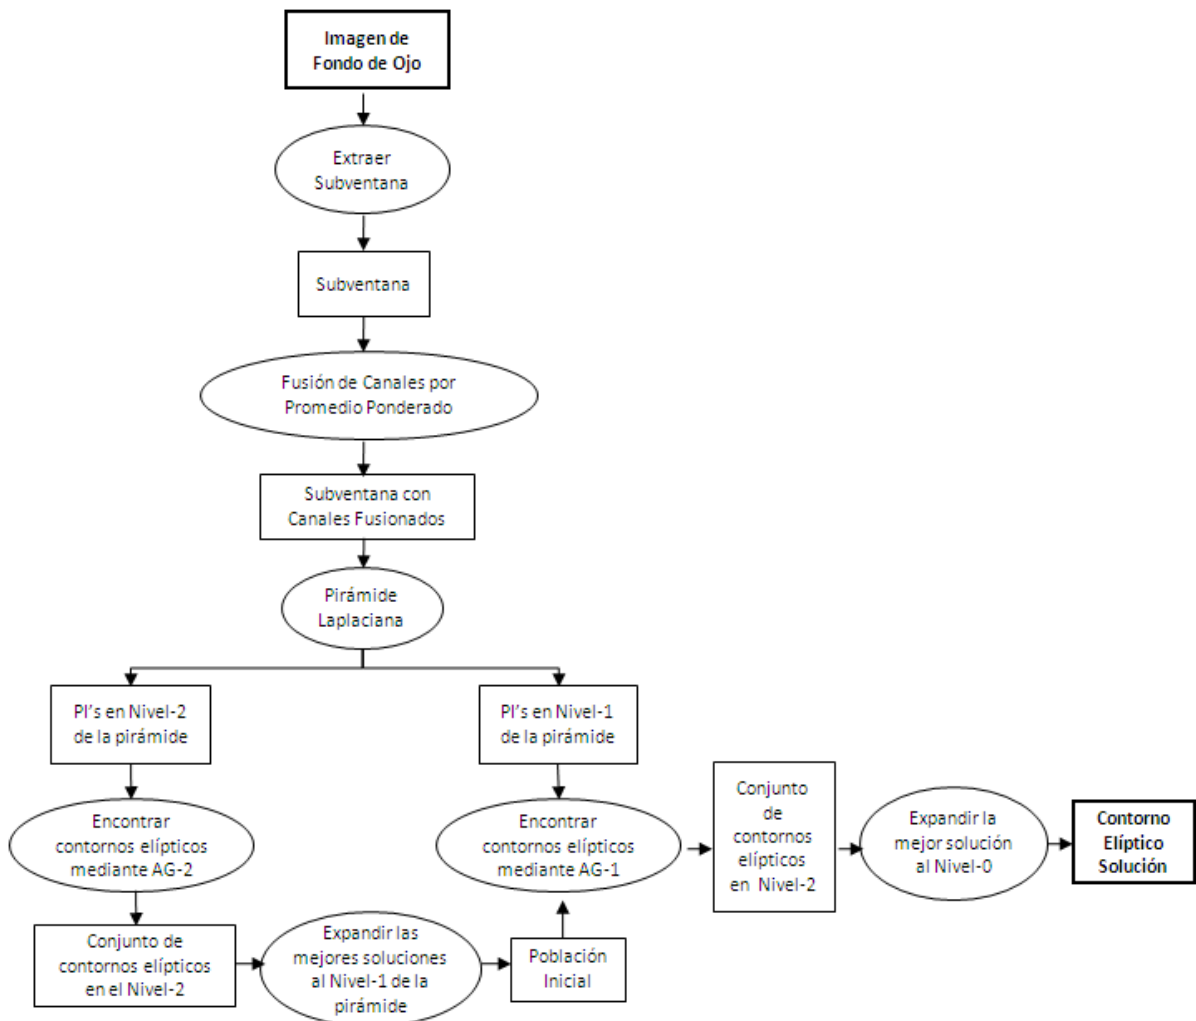 Imagen de
Fondo de Ojo
Extraer
Subventana
Subventana
Fusión de Canales por
Promedio Ponderado
Subventana con
Canales Fusionados
Pirámide
Laplaciana
PI's en Nivel-2
de la pirámide
PI's en Nivel-1
de la pirámide
Encontrar
contornos elípticos
mediante AG-2
Encontrar
contornos elípticos
mediante AG-1
Conjunto
de
contornos
elípticos
en Nivel-2
Expandir la
mejor solución
al Nivel-0
Contorno
Elíptico
Solución
Conjunto de
contornos elípticos
en el Nivel-2
Expandir las
mejores soluciones
al Nivel-1 de la
pirámide
Población
Inicial